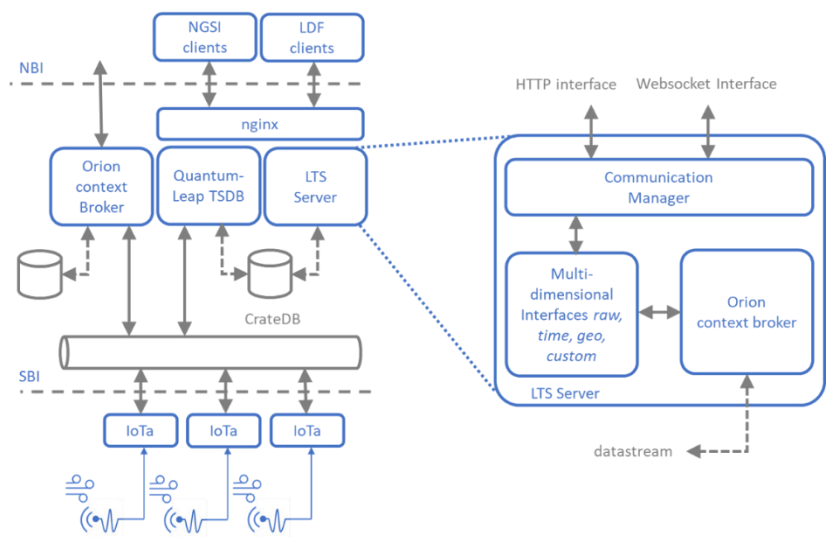 NGSI
clients
LDF
clients
NBI
nginx
Orion
context
Broker
Quantum-
Leap TSDB
LTS
Server
CrateDB
SBI
IoTa
IoTa
IoTa
HTTP interface
Websocket Interface
Communication
Manager
Multi-
dimensional
Interfaces raw,
time, geo,
custom
Orion
context broker
LTS Server
datastream